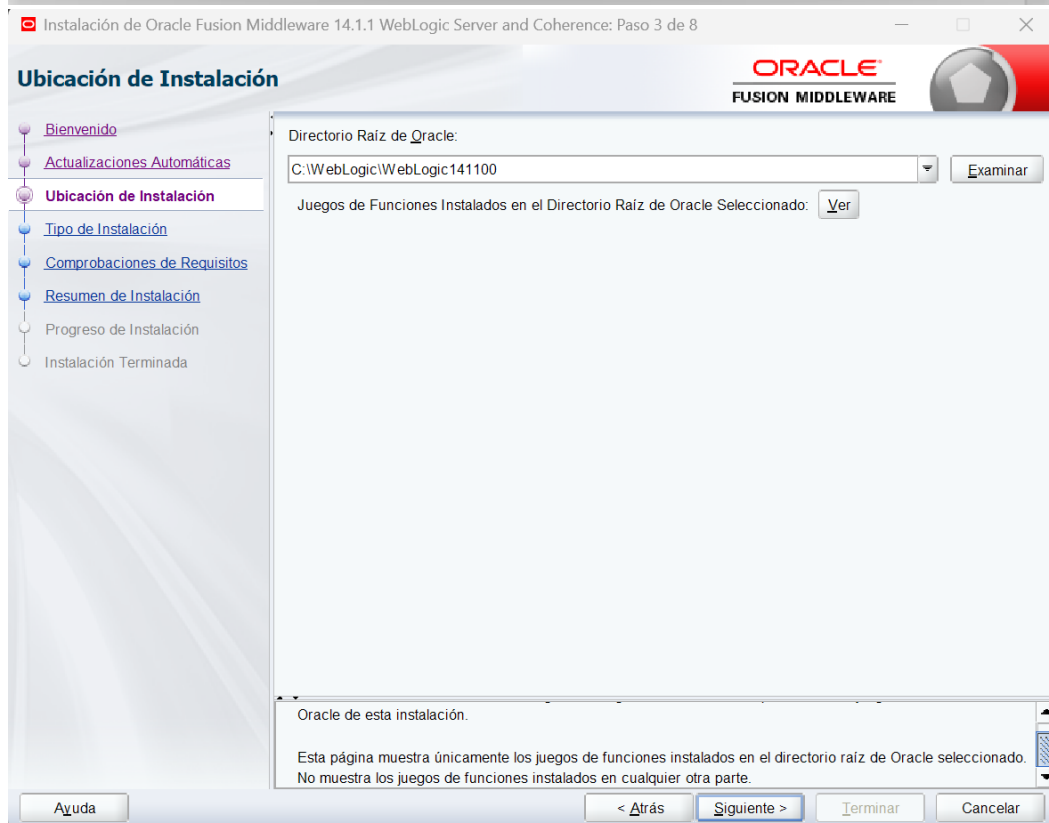 Instalación de Oracle Fusion Middleware 14.1.1 WebLogic Server and Coherence: Paso 3 de 8
Ubicación de Instalación
ORACLE
FUSION MIDDLEWARE
Bienvenido
Actualizaciones Automáticas
Ubicación de Instalación
Tipo de Instalación
Comprobaciones de Requisitos
Resumen de Instalación
Progreso de Instalación
Instalación Terminada
Directorio Raíz de Oracle:
C:\WebLogic\WebLogic141100
Examinar
Juegos de Funciones Instalados en el Directorio Raíz de Oracle Seleccionado: Ver
Oracle de esta instalación.
Esta página muestra únicamente los juegos de funciones instalados en el directorio raíz de Oracle seleccionado.
No muestra los juegos de funciones instalados en cualquier otra parte.
Ayuda
< Atrás
Siguiente >
Terminar
Cancelar